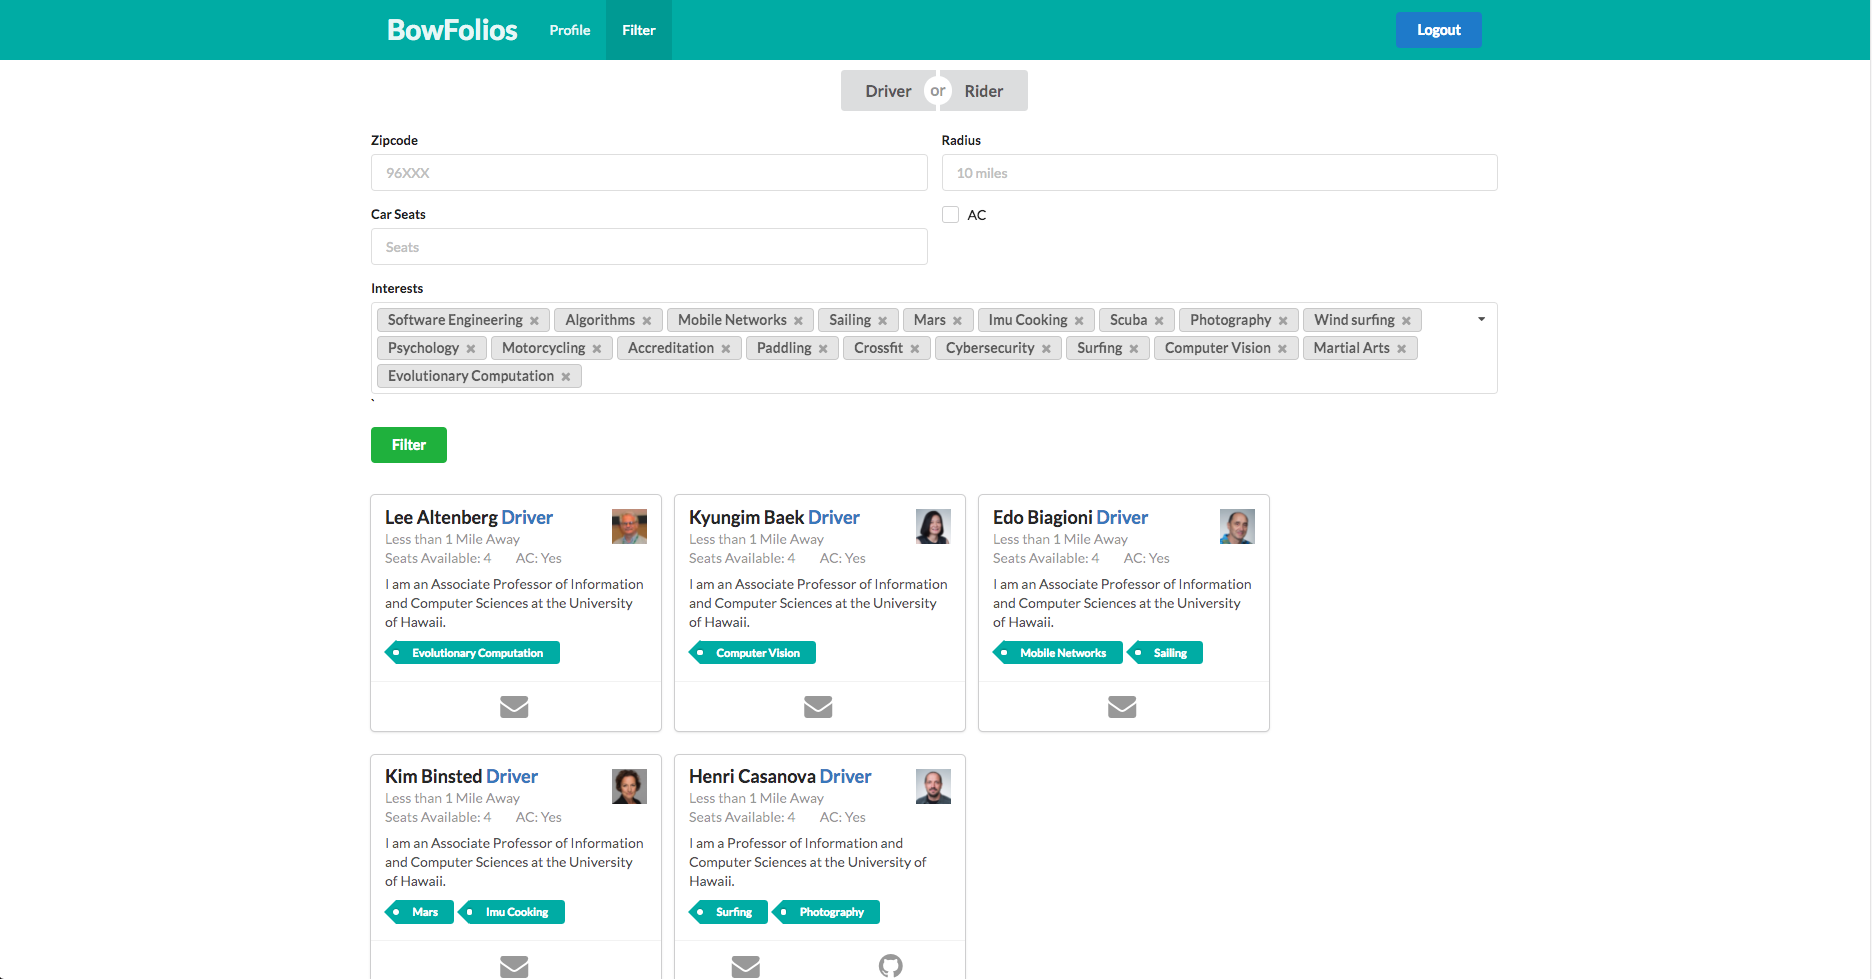 BowFolios Profile Filter Logout
Driver or Rider
Zipcode Radius
96XXX 10 miles
Car Seats AC
Seats
Interests
Software Engineering Algorithms Mobile Networks Sailing Mars Imu Cooking Scuba Photography Wind surfing
Psychology Motorcycling Accreditation Paddling Crossfit Cybersecurity Surfing Computer Vision Martial Arts
Evolutionary Computation
`
Filter
Lee Altenberg Driver
Less than 1 Mile Away
Seats Available: 4 AC: Yes
I am an Associate Professor of Information
and Computer Sciences at the University
of Hawaii.
Evolutionary Computation
Kyungim Baek Driver
Less than 1 Mile Away
Seats Available: 4 AC: Yes
I am an Associate Professor of Information
and Computer Sciences at the University
of Hawaii.
Computer Vision
Edo Biagioni Driver
Less than 1 Mile Away
Seats Available: 4 AC: Yes
I am an Associate Professor of Information
and Computer Sciences at the University
of Hawaii.
Mobile Networks Sailing
Kim Binsted Driver
Less than 1 Mile Away
Seats Available: 4 AC: Yes
I am an Associate Professor of Information
and Computer Sciences at the University
of Hawaii.
Mars Imu Cooking
Henri Casanova Driver
Less than 1 Mile Away
Seats Available: 4 AC: Yes
I am a Professor of Information and
Computer Sciences at the University of
Hawaii.
Surfing Photography